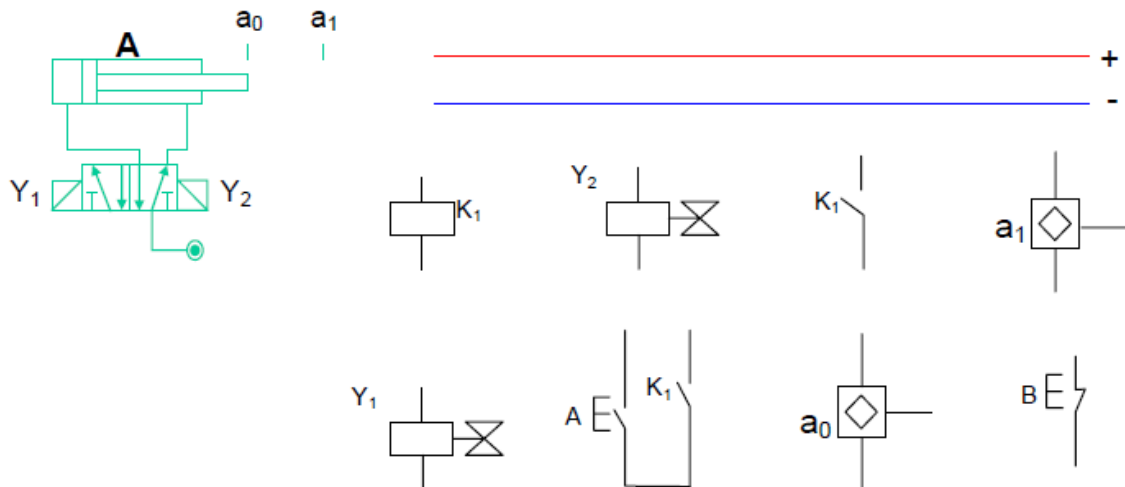 a₀ a₁
A
+
-
Y₁ Y₂
K₁ Y₂ K₁ a₁
Y₁ A K₁ a₀ B